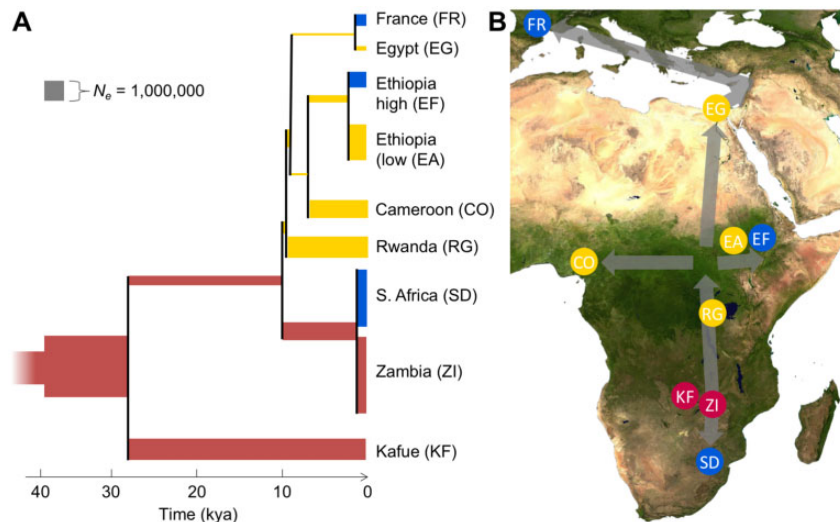 A
France (FR)
Egypt (EG)
Nₑ = 1,000,000
Ethiopia
high (EF)
Ethiopia
(low (EA)
Cameroon (CO)
Rwanda (RG)
S. Africa (SD)
Zambia (ZI)
Kafue (KF)
40 30 20 10 0
Time (kya)
B
FR
EG
EA EF
CO
RG
KF ZI
SD